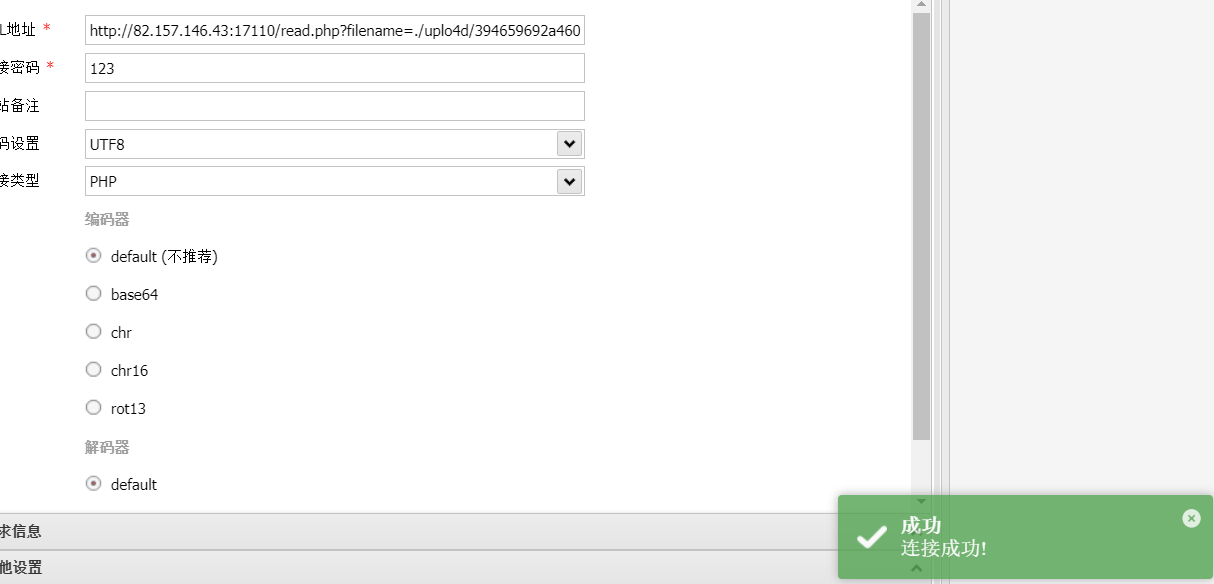 L地址 *
http://82.157.146.43:17110/read.php?filename=./uplo4d/394659692a460
接密码 *
123
站备注
码设置
UTF8
接类型
PHP
编码器
default (不推荐)
base64
chr
chr16
rot13
解码器
default
求信息
他设置
成功
连接成功!